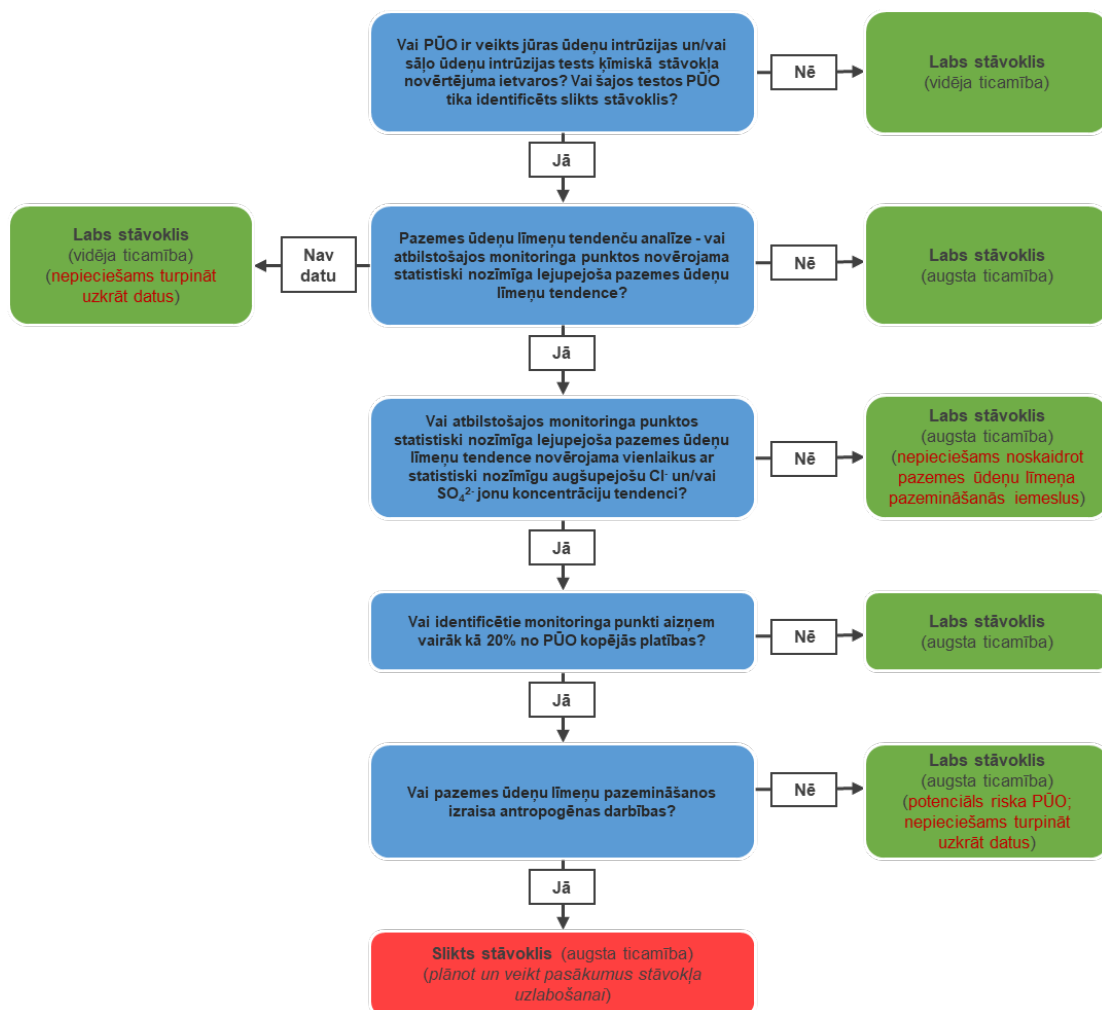 Vai PŪO ir veikts jūras ūdeņu intrūzijas un/vai
sāļo ūdeņu intrūzijas tests ķīmiskā stāvokļa
novērtējuma ietvaros? Vai šajos testos PŪO
tika identificēts slikts stāvoklis?
Nē
Labs stāvoklis
(vidēja ticamība)
Jā
Labs stāvoklis
(vidēja ticamība)
(nepieciešams turpināt
uzkrāt datus)
Nav
datu
Pazemes ūdeņu līmeņu tendenču analīze - vai
atbilstošajos monitoringa punktos novērojama
statistiski nozīmīga lejupejoša pazemes ūdeņu
līmeņu tendence?
Nē
Labs stāvoklis
(augsta ticamība)
Jā
Vai atbilstošajos monitoringa punktos
statistiski nozīmīga lejupejoša pazemes ūdeņu
līmeņu tendence novērojama vienlaikus ar
statistiski nozīmīgu augšupejošu Cl⁻ un/vai
SO₄²⁻ jonu koncentrāciju tendenci?
Nē
Labs stāvoklis
(augsta ticamība)
(nepieciešams noskaidrot
pazemes ūdeņu līmeņa
pazemināšanās iemeslus)
Jā
Vai identificētie monitoringa punkti aizņem
vairāk kā 20% no PŪO kopējās platības?
Nē
Labs stāvoklis
(augsta ticamība)
Jā
Vai pazemes ūdeņu līmeņu pazemināšanos
izraisa antropogēnas darbības?
Nē
Labs stāvoklis
(augsta ticamība)
(potenciāls riska PŪO;
nepieciešams turpināt
uzkrāt datus)
Jā
Slikts stāvoklis (augsta ticamība)
(plānot un veikt pasākumus stāvokļa
uzlabošanai)